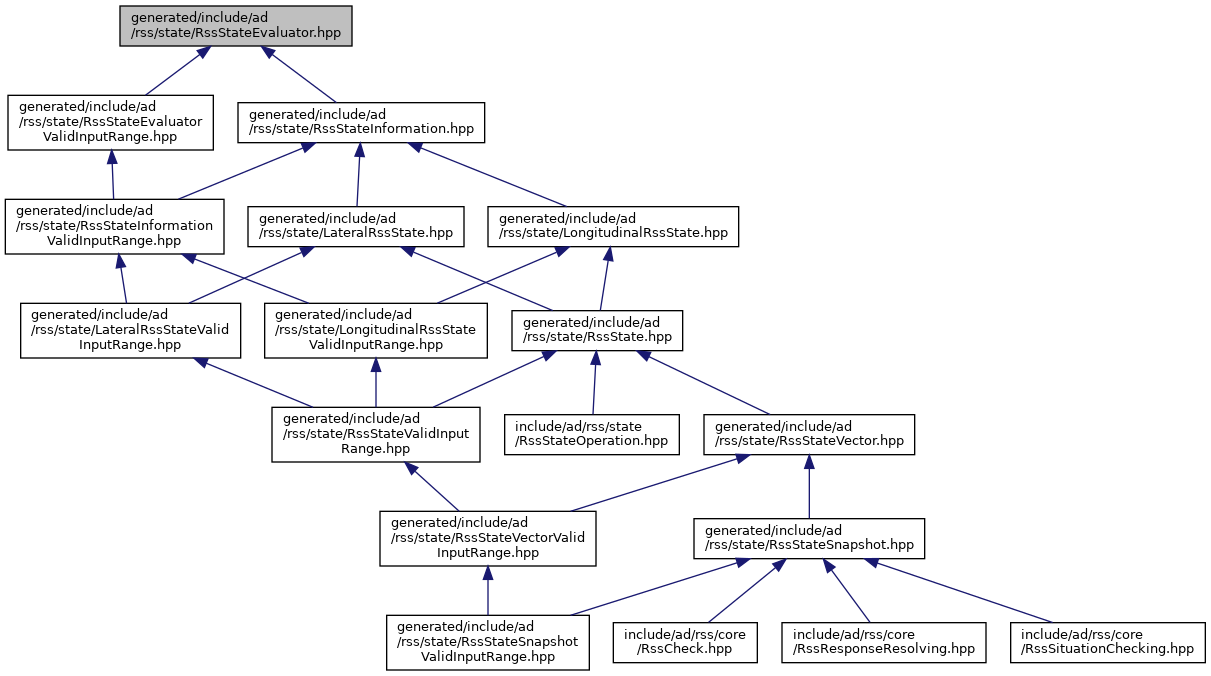 generated/include/ad
/rss/state/RssStateEvaluator.hpp
generated/include/ad
/rss/state/RssStateEvaluator
ValidInputRange.hpp
generated/include/ad
/rss/state/RssStateInformation.hpp
generated/include/ad
/rss/state/RssStateInformation
ValidInputRange.hpp
generated/include/ad
/rss/state/LateralRssState.hpp
generated/include/ad
/rss/state/LongitudinalRssState.hpp
generated/include/ad
/rss/state/LateralRssStateValid
InputRange.hpp
generated/include/ad
/rss/state/LongitudinalRssState
ValidInputRange.hpp
generated/include/ad
/rss/state/RssState.hpp
generated/include/ad
/rss/state/RssStateValidInput
Range.hpp
include/ad/rss/state
/RssStateOperation.hpp
generated/include/ad
/rss/state/RssStateVector.hpp
generated/include/ad
/rss/state/RssStateVectorValid
InputRange.hpp
generated/include/ad
/rss/state/RssStateSnapshot.hpp
generated/include/ad
/rss/state/RssStateSnapshot
ValidInputRange.hpp
include/ad/rss/core
/RssCheck.hpp
include/ad/rss/core
/RssResponseResolving.hpp
include/ad/rss/core
/RssSituationChecking.hpp